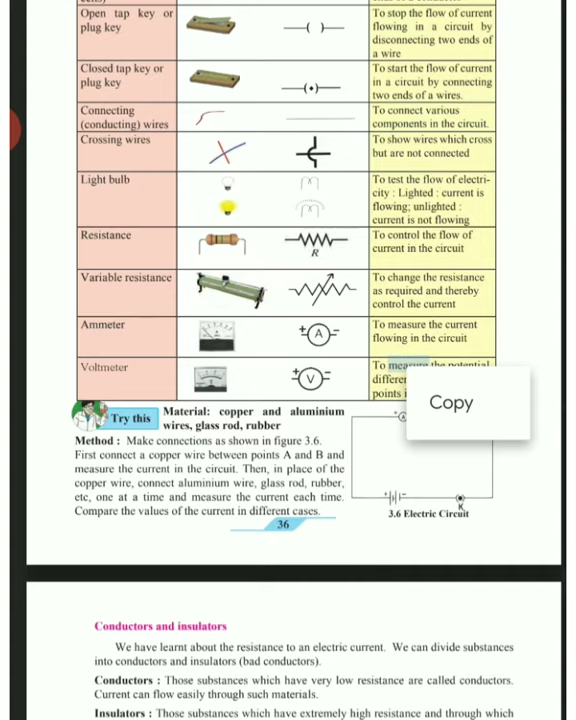 Open tap key or
plug key
To stop the flow of current
flowing in a circuit by
disconnecting two ends of
a wire
Closed tap key or
plug key
To start the flow of current
in a circuit by connecting
two ends of a wires.
Connecting
(conducting) wires
To connect various
components in the circuit.
Crossing wires
To show wires which cross
but are not connected
Light bulb
To test the flow of electri-
city : Lighted : current is
flowing; unlighted :
current is not flowing
Resistance
R
To control the flow of
current in the circuit
Variable resistance
To change the resistance
as required and thereby
control the current
Ammeter
A
To measure the current
flowing in the circuit
Voltmeter
V
To measure the potential
differer
points i
Copy
Try this
Material: copper and aluminium
wires, glass rod, rubber
Method : Make connections as shown in figure 3.6.
First connect a copper wire between points A and B and
measure the current in the circuit. Then, in place of the
copper wire, connect aluminium wire, glass rod, rubber,
etc, one at a time and measure the current each time.
Compare the values of the current in different cases.
A
K
3.6 Electric Circuit
36
Conductors and insulators
We have learnt about the resistance to an electric current. We can divide substances
into conductors and insulators (bad conductors).
Conductors : Those substances which have very low resistance are called conductors.
Current can flow easily through such materials.
Insulators : Those substances which have extremely high resistance and through which